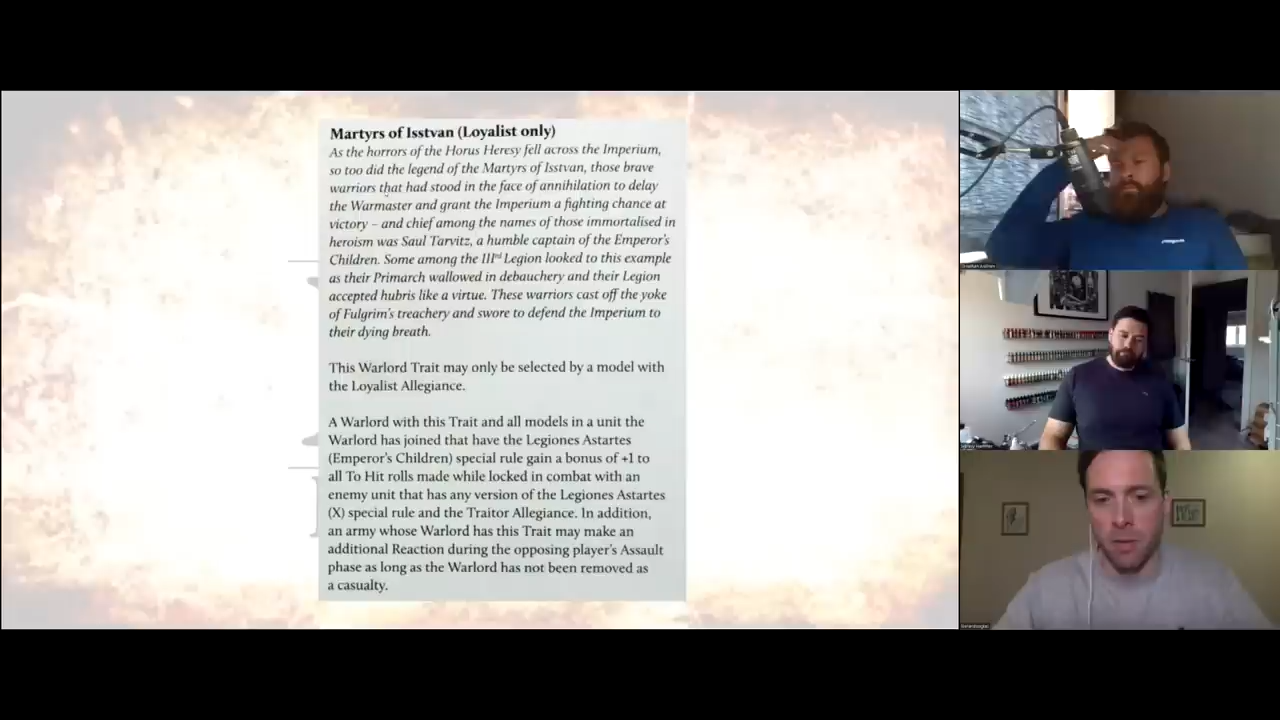 Martyrs of Isstvan (Loyalist only)
As the horrors of the Horus Heresy fell across the Imperium,
so too did the legend of the Martyrs of Isstvan, those brave
warriors that had stood in the face of annihilation to delay
the Warmaster and grant the Imperium a fighting chance at
victory – and chief among the names of those immortalised in
heroism was Saul Tarvitz, a humble captain of the Emperor's
Children. Some among the IIIrd Legion looked to this example
as their Primarch wallowed in debauchery and their Legion
accepted hubris like a virtue. These warriors cast off the yoke
of Fulgrim's treachery and swore to defend the Imperium to
their dying breath.
This Warlord Trait may only be selected by a model with
the Loyalist Allegiance.
A Warlord with this Trait and all models in a unit the
Warlord has joined that have the Legiones Astartes
(Emperor's Children) special rule gain a bonus of +1 to
all To Hit rolls made while locked in combat with an
enemy unit that has any version of the Legiones Astartes
(X) special rule and the Traitor Allegiance. In addition,
an army whose Warlord has this Trait may make an
additional Reaction during the opposing player's Assault
phase as long as the Warlord has not been removed as
a casualty.
patagonia